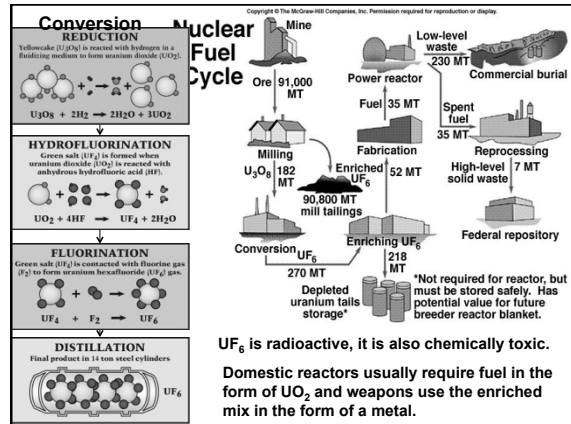 Conversion
REDUCTION
Yellowcake (U3O8) is reacted with hydrogen in a
fluidizing medium to form uranium dioxide (UO2).
U3O8 + 2H2 → 2H2O + 3UO2
HYDROFLUORINATION
Green salt (UF4) is formed when
uranium dioxide (UO2) is reacted with
anhydrous hydrofluoric acid (HF).
UO2 + 4HF → UF4 + 2H2O
FLUORINATION
Green salt (UF4) is contacted with fluorine gas
(F2) to form uranium hexafluoride (UF6) gas.
UF4 + F2 → UF6
DISTILLATION
Final product in 14 ton steel cylinders
UF6
Nuclear
Fuel
Cycle
Copyright © The McGraw-Hill Companies, Inc. Permission required for reproduction or display.
Mine
Ore 91,000
MT
Milling
U3O8 182
MT
90,800 MT
mill tailings
Conversion
UF6
270 MT
Enriching UF6
218
MT
Depleted
uranium tails
storage*
Enriched
UF6
52 MT
Fabrication
Fuel 35 MT
Power reactor
Low-level
waste
230 MT
Commercial burial
Spent
fuel
35 MT
Reprocessing
High-level
solid waste
7 MT
Federal repository
*Not required for reactor, but
must be stored safely. Has
potential value for future
breeder reactor blanket.
UF6 is radioactive, it is also chemically toxic.
Domestic reactors usually require fuel in the
form of UO2 and weapons use the enriched
mix in the form of a metal.